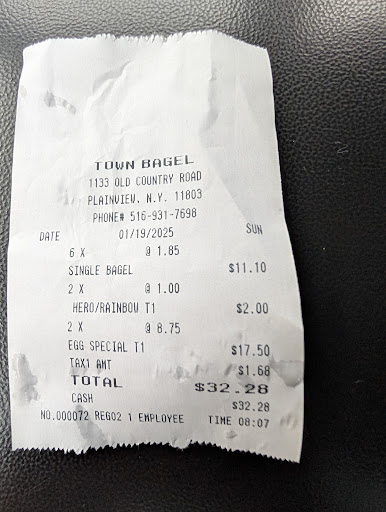 TOWN BAGEL
1133 OLD COUNTRY ROAD
PLAINVIEW. N.Y. 11803
PHONE# 516-931-7698
DATE 01/19/2025 SUN
6 X @ 1.85
SINGLE BAGEL $11.10
2 X @ 1.00
HERO/RAINBOW T1 $2.00
2 X @ 8.75
EGG SPECIAL T1 $17.50
TAX1 AMT $1.68
TOTAL $32.28
CASH $32.28
NO.000072 REG02 1 EMPLOYEE TIME 08:07